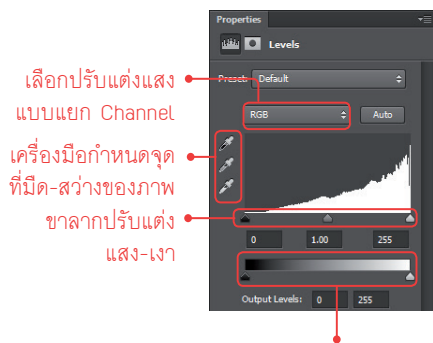 Properties
Levels
Preset: Default
เลือกปรับแต่งแสง
แบบแยก Channel
RGB
Auto
เครื่องมือกำหนดจุด
ที่มืด-สว่างของภาพ
ขาลากปรับแต่ง
แสง-เงา
0 1.00 255
Output Levels: 0 255